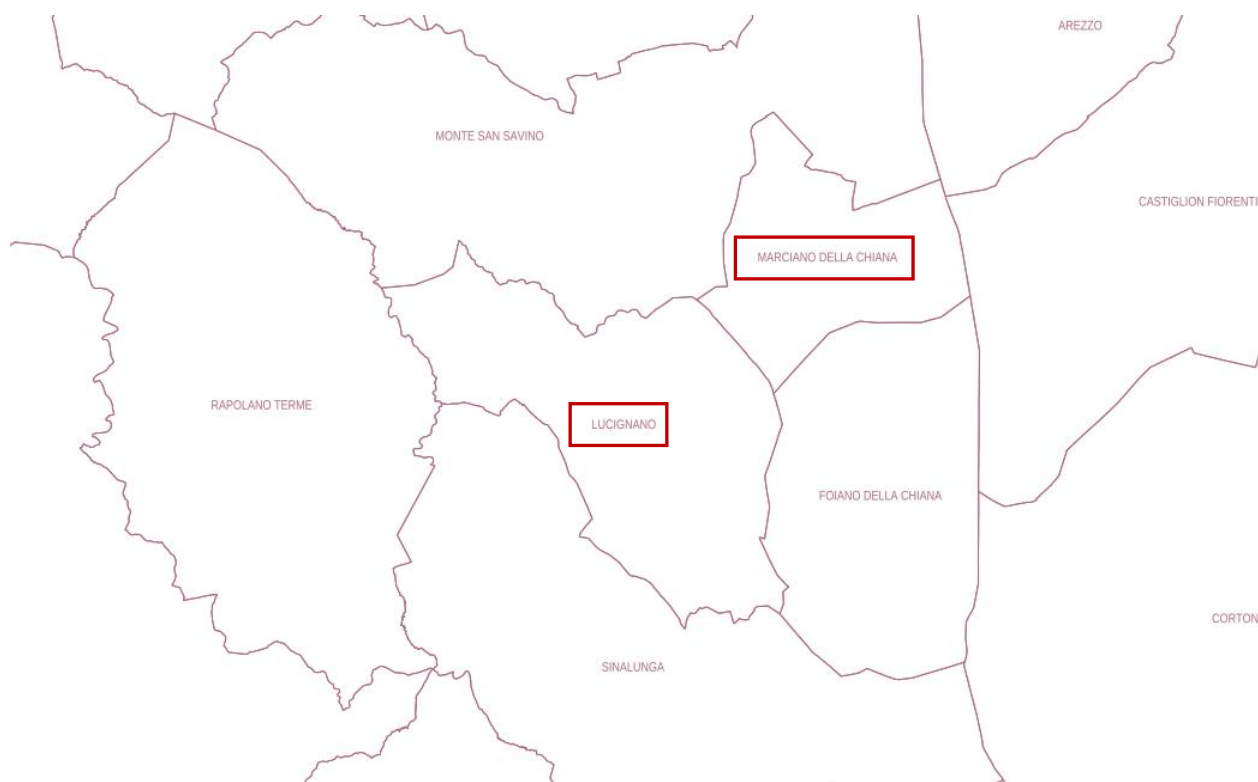 AREZZO
MONTE SAN SAVINO
CASTIGLION FIORENTI
MARCIANO DELLA CHIANA
RAPOLANO TERME
LUCIGNANO
FOIANO DELLA CHIANA
CORTON
SINALUNGA